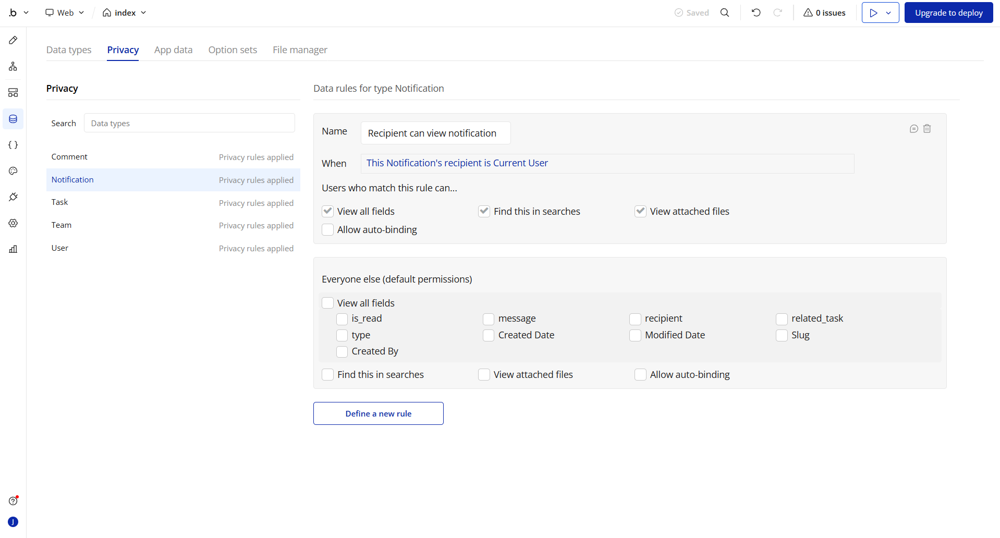 .b Web index Saved 0 issues Upgrade to deploy
Data types Privacy App data Option sets File manager
Privacy
Search Data types
Comment Privacy rules applied
Notification Privacy rules applied
Task Privacy rules applied
Team Privacy rules applied
User Privacy rules applied
Data rules for type Notification
Name Recipient can view notification
When This Notification's recipient is Current User
Users who match this rule can...
View all fields Find this in searches View attached files
Allow auto-binding
Everyone else (default permissions)
View all fields
is_read message recipient related_task
type Created Date Modified Date Slug
Created By
Find this in searches View attached files Allow auto-binding
Define a new rule
J